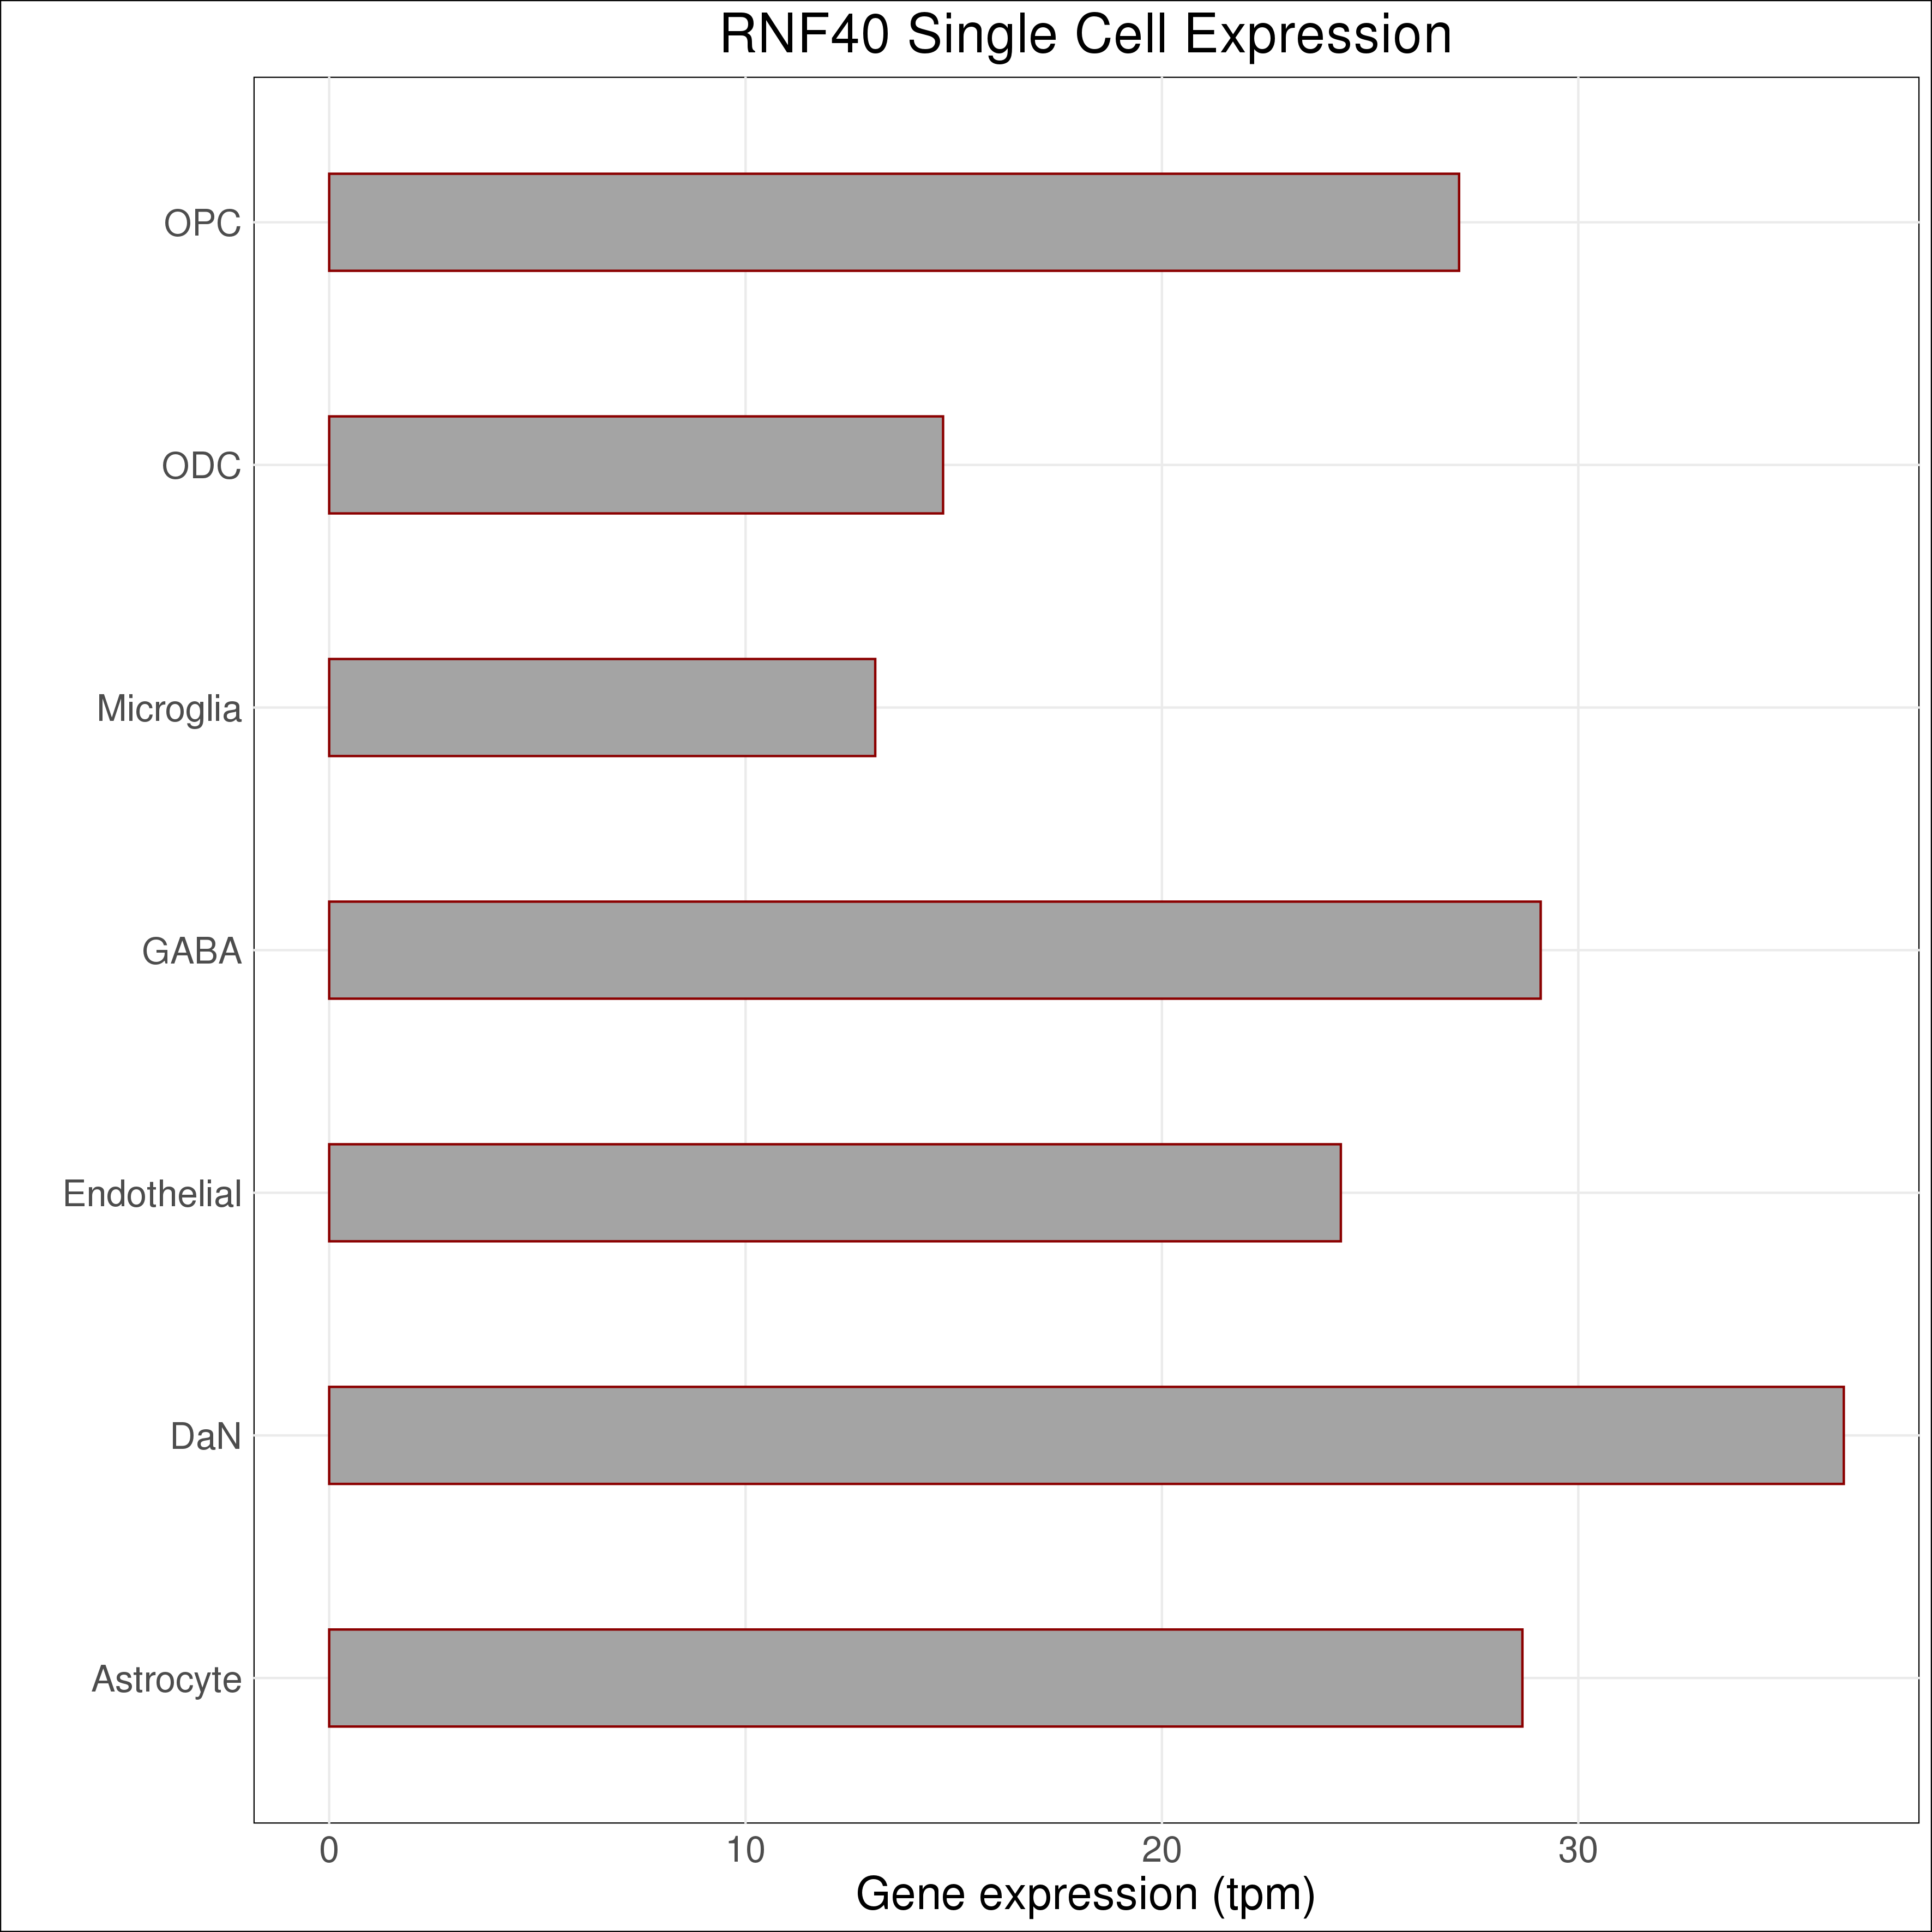 RNF40 Single Cell Expression
OPC
ODC
Microglia
GABA
Endothelial
DaN
Astrocyte
0 10 20 30
Gene expression (tpm)